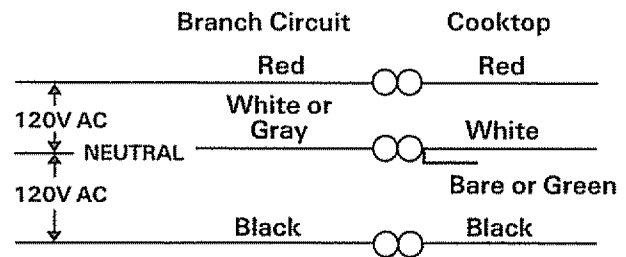 Branch Circuit Cooktop
Red Red
120V AC
White or
Gray White
NEUTRAL
Bare or Green
120V AC
Black Black